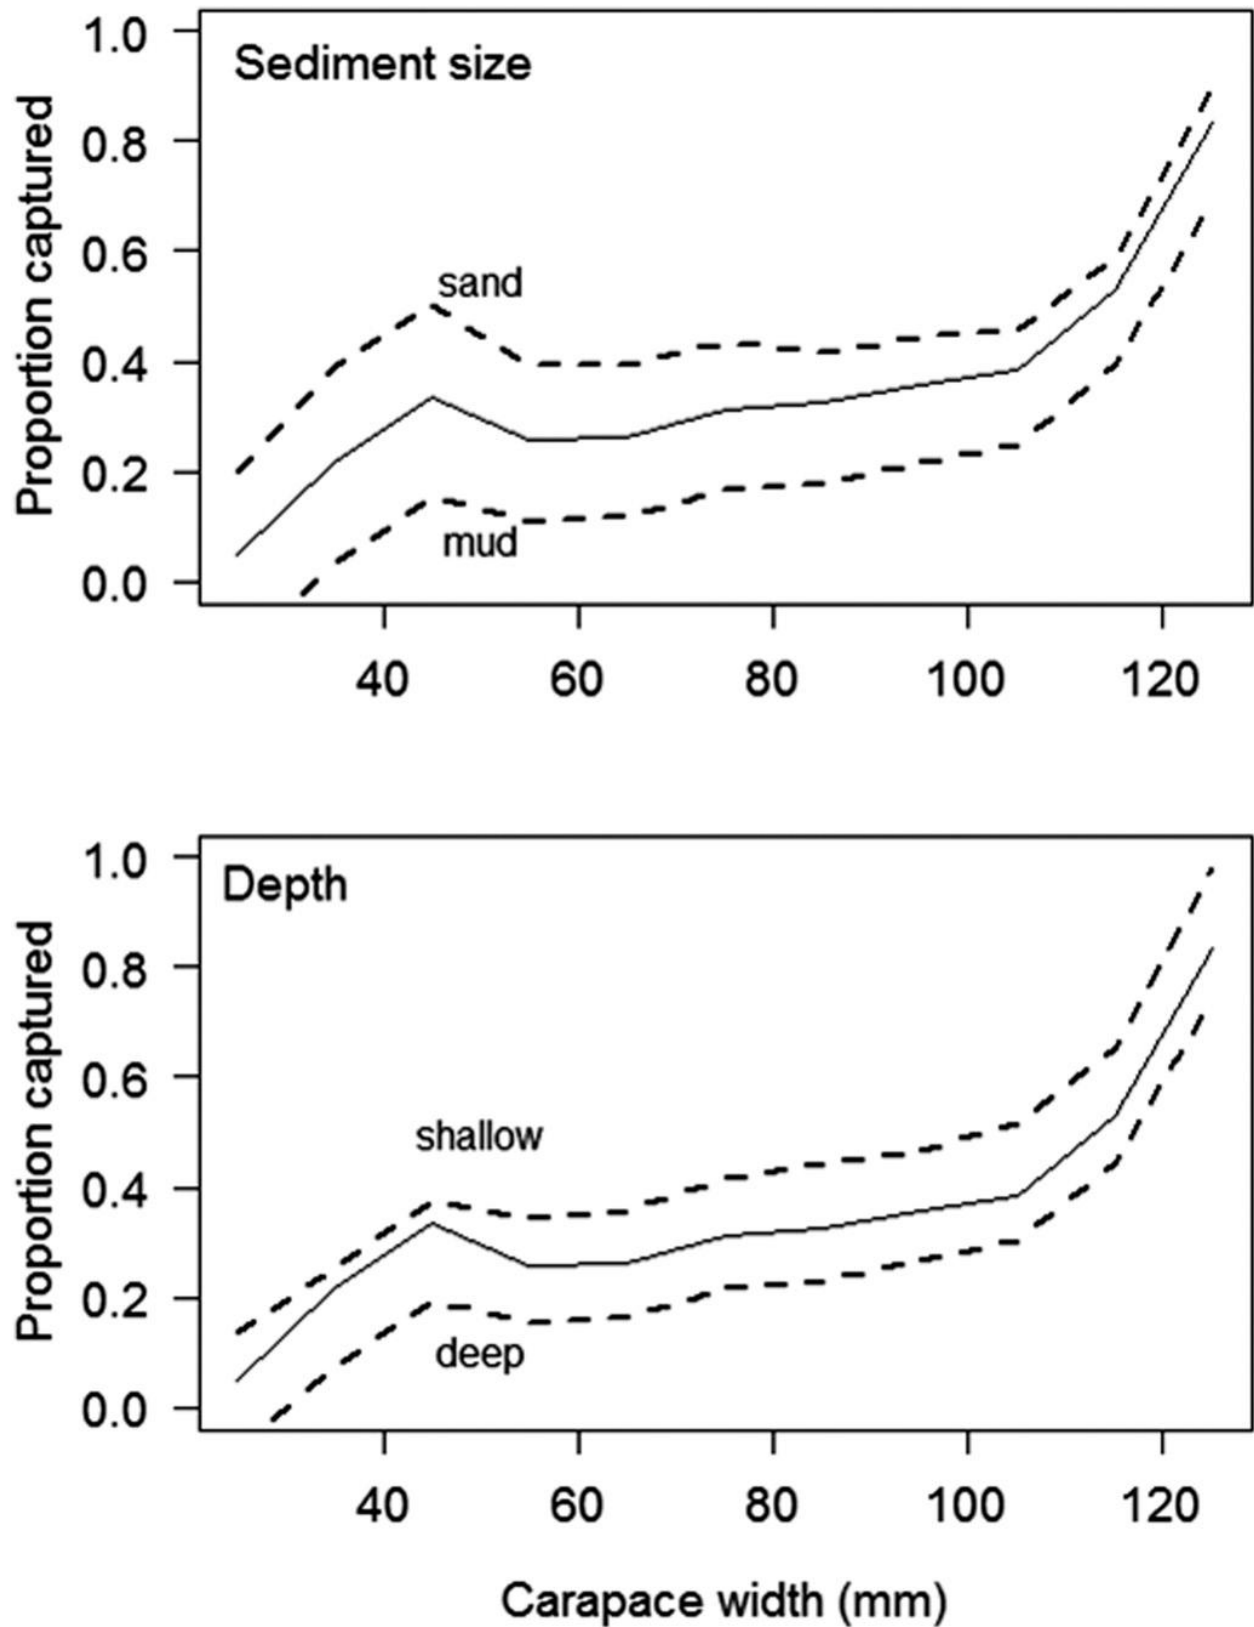 Sediment size
Proportion captured
1.0
0.8
0.6
0.4
0.2
0.0
sand
mud
40 60 80 100 120
Depth
Proportion captured
1.0
0.8
0.6
0.4
0.2
0.0
shallow
deep
40 60 80 100 120
Carapace width (mm)